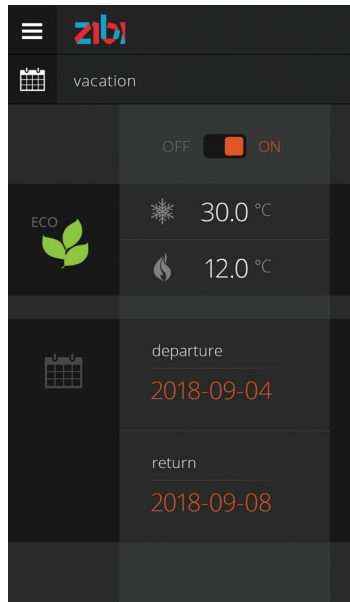 zibi
vacation
OFF ON
ECO
30.0 °C
12.0 °C
departure
2018-09-04
return
2018-09-08